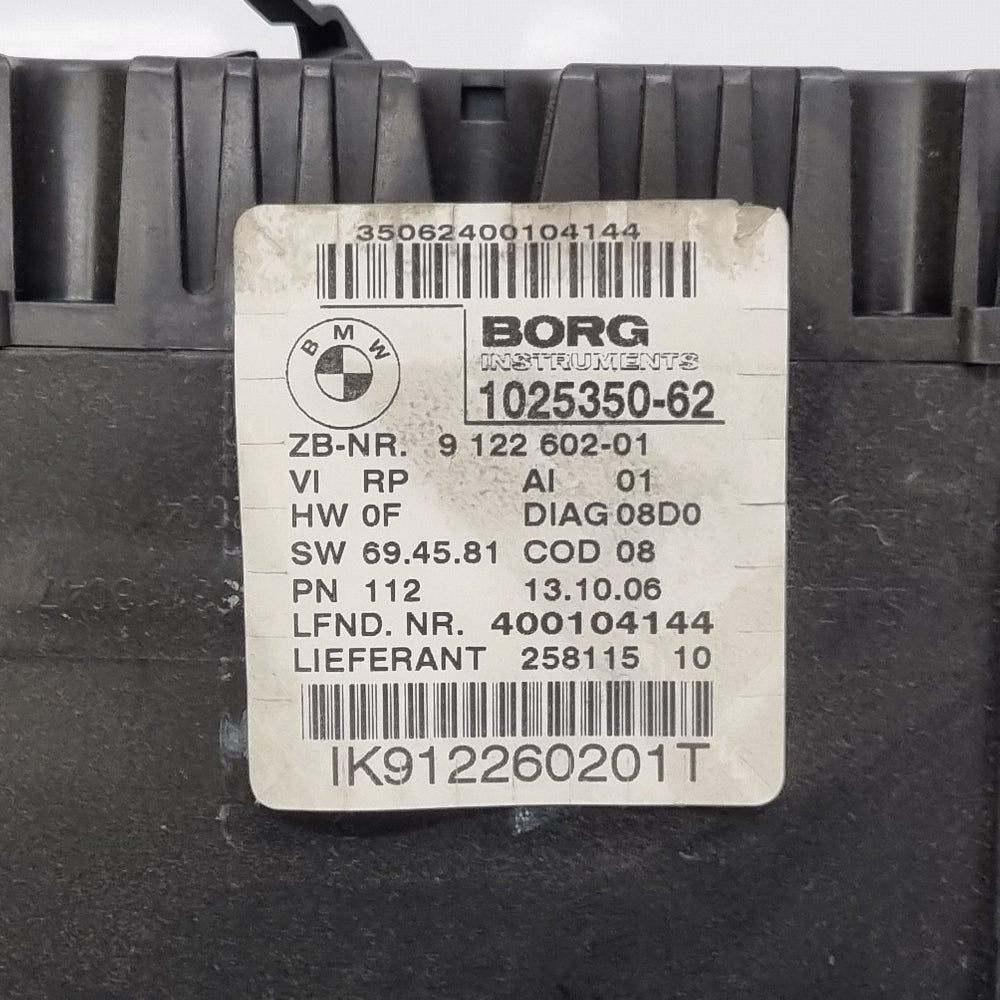 35062400104144
BMW
BORG
INSTRUMENTS
1025350-62
ZB-NR. 9 122 602-01
VI RP AI 01
HW 0F DIAG 08D0
SW 69.45.81 COD 08
PN 112 13.10.06
LFND. NR. 400104144
LIEFERANT 258115 10
IK912260201T